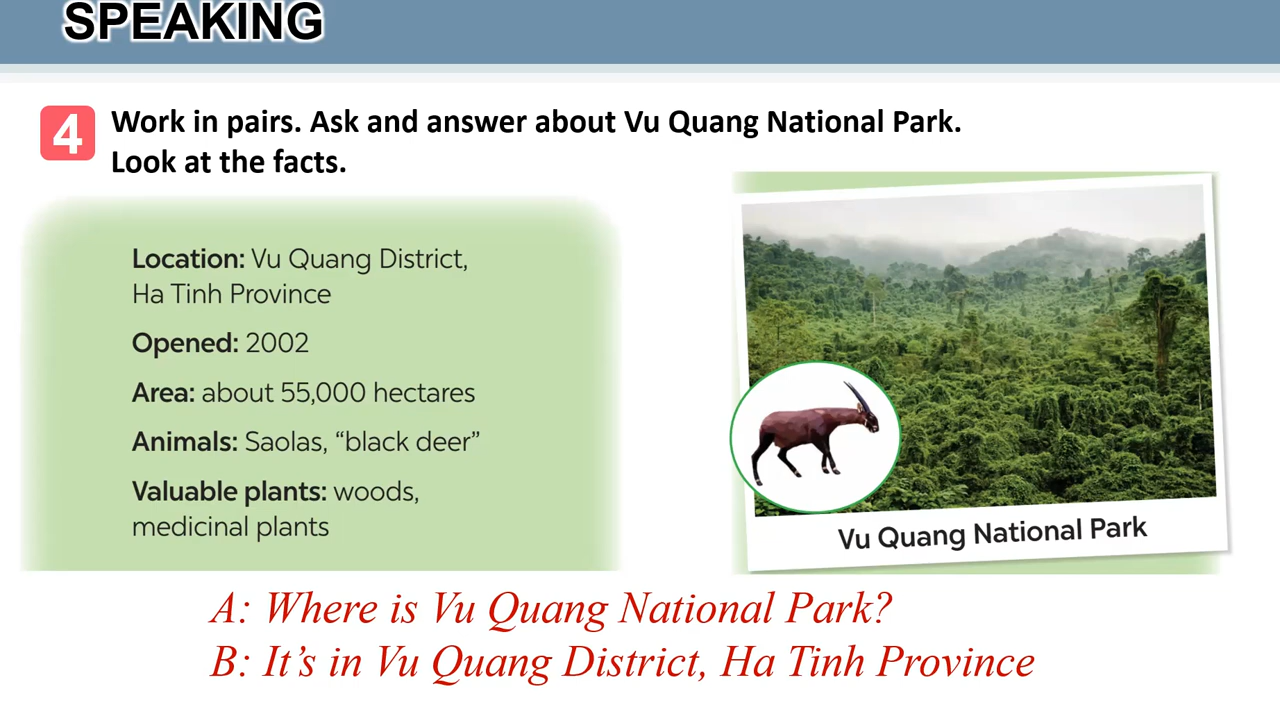 SPEAKING
4
Work in pairs. Ask and answer about Vu Quang National Park.
Look at the facts.
Location: Vu Quang District,
Ha Tinh Province
Opened: 2002
Area: about 55,000 hectares
Animals: Saolas, “black deer”
Valuable plants: woods,
medicinal plants
Vu Quang National Park
A: Where is Vu Quang National Park?
B: It’s in Vu Quang District, Ha Tinh Province